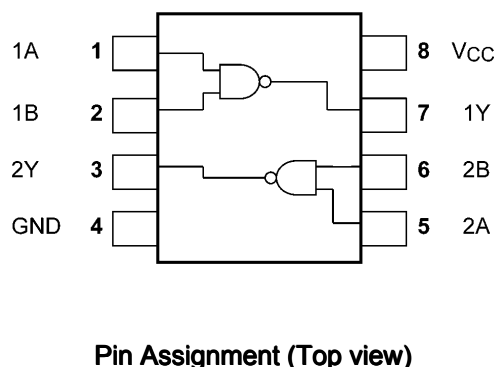 1A 1 8 VCC
1B 2 7 1Y
2Y 3 6 2B
GND 4 5 2A
Pin Assignment (Top view)